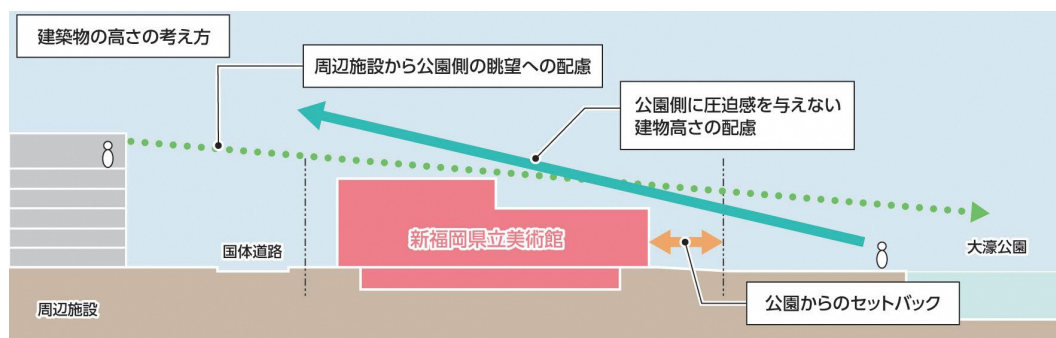 建築物の高さの考え方
周辺施設から公園側の眺望への配慮
公園側に圧迫感を与えない
建物高さの配慮
新福岡県立美術館
国体道路
大濠公園
周辺施設
公園からのセットバック